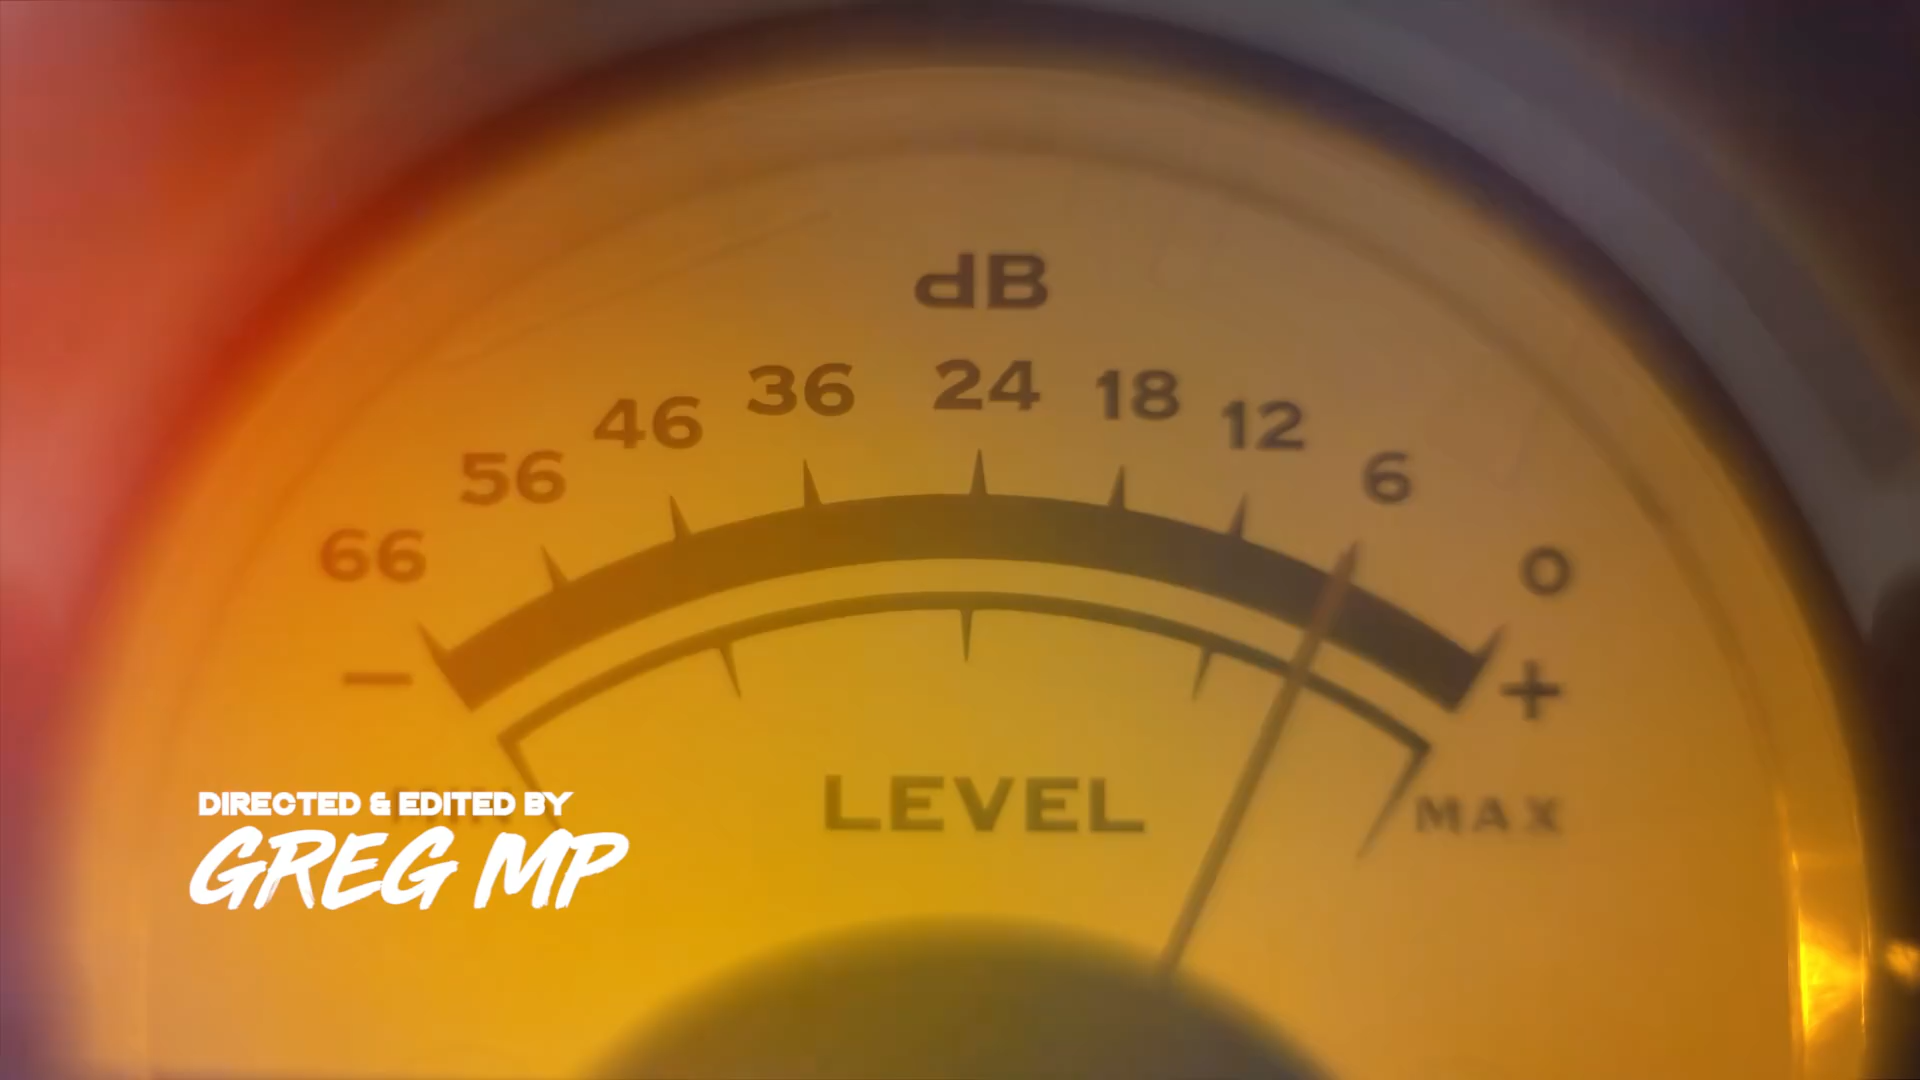 dB
66 56 46 36 24 18 12 6 0
− +
LEVEL MAX
DIRECTED & EDITED BY
GREG MP